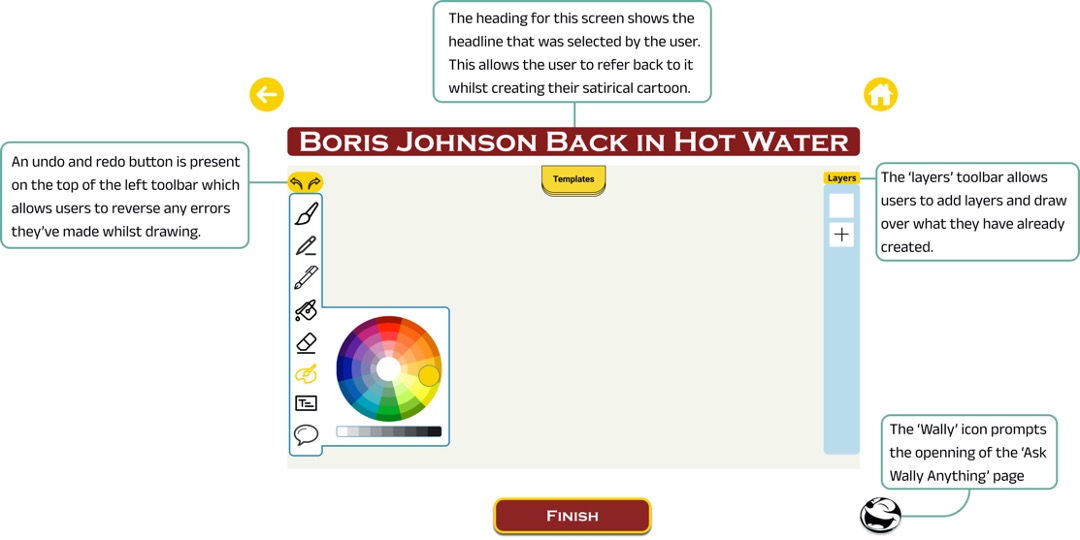 The heading for this screen shows the
headline that was selected by the user.
This allows the user to refer back to it
whilst creating their satirical cartoon.
Boris Johnson Back in Hot Water
An undo and redo button is present
on the top of the left toolbar which
allows users to reverse any errors
they've made whilst drawing.
Templates
Layers
The 'layers' toolbar allows
users to add layers and draw
over what they have already
created.
The 'Wally' icon prompts
the openning of the 'Ask
Wally Anything' page
Finish